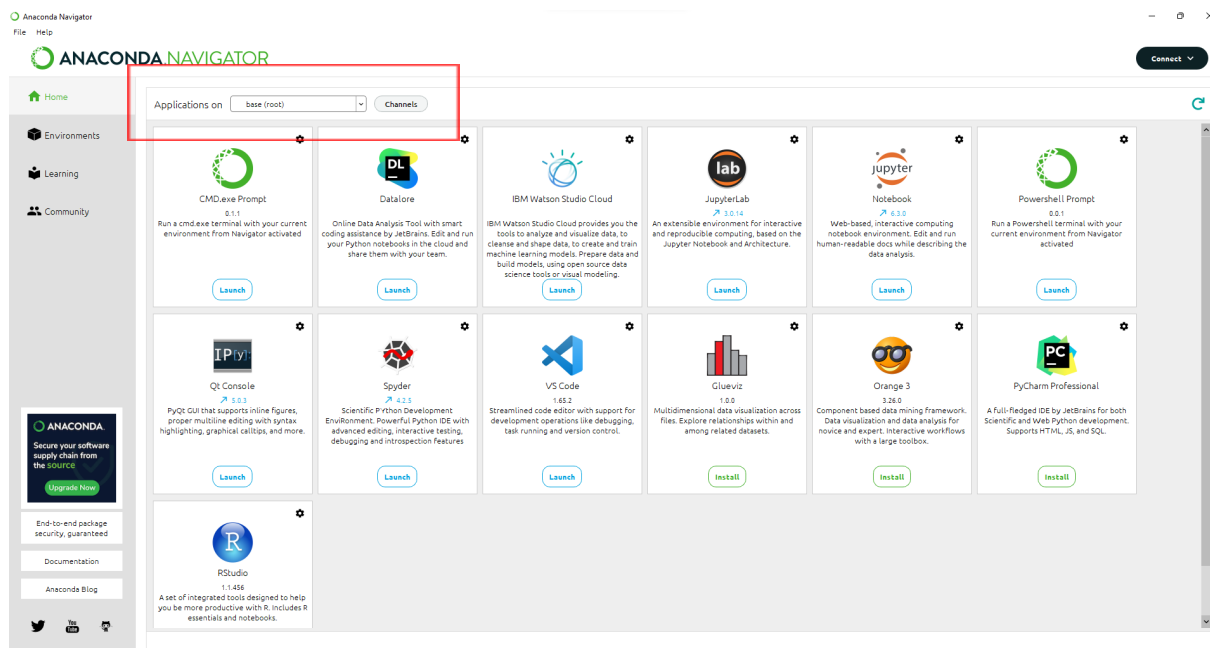 Anaconda Navigator
File Help
ANACONDA.NAVIGATOR
Connect
Home
Environments
Learning
Community
Applications on base (root) Channels
CMD.exe Prompt
0.1.1
Run a cmd.exe terminal with your current
environment from Navigator activated
Launch
DL
Datalore
Online Data Analysis Tool with smart
coding assistance by JetBrains. Edit and run
your Python notebooks in the cloud and
share them with your team.
Launch
IBM Watson Studio Cloud
IBM Watson Studio Cloud provides you the
tools to analyze and visualize data, to
cleanse and shape data, to create and train
machine learning models. Prepare data and
build models, using open source data
science tools or visual modeling.
Launch
lab
JupyterLab
3.0.14
An extensible environment for interactive
and reproducible computing, based on the
Jupyter Notebook and Architecture.
Launch
jupyter
Notebook
6.3.0
Web-based, interactive computing
notebook environment. Edit and run
human-readable docs while describing the
data analysis.
Launch
Powershell Prompt
0.0.1
Run a Powershell terminal with your
current environment from Navigator
activated
Launch
IP[y]:
Qt Console
5.0.3
PyQt GUI that supports inline figures,
proper multiline editing with syntax
highlighting, graphical calltips, and more.
Launch
Spyder
4.2.5
Scientific PYthon Development
EnviRonment. Powerful Python IDE with
advanced editing, interactive testing,
debugging and introspection features
Launch
VS Code
1.65.2
Streamlined code editor with support for
development operations like debugging,
task running and version control.
Launch
Glueviz
1.0.0
Multidimensional data visualization across
files. Explore relationships within and
among related datasets.
Install
Orange 3
3.26.0
Component based data mining framework.
Data visualization and data analysis for
novice and expert. Interactive workflows
with a large toolbox.
Install
PC
PyCharm Professional
A full-fledged IDE by JetBrains for both
Scientific and Web Python development.
Supports HTML, JS, and SQL.
Install
R
RStudio
1.1.456
A set of integrated tools designed to help
you be more productive with R. Includes R
essentials and notebooks.
ANACONDA.
Secure your software
supply chain from
the source
Upgrade Now
End-to-end package
security, guaranteed
Documentation
Anaconda Blog
You
Tube